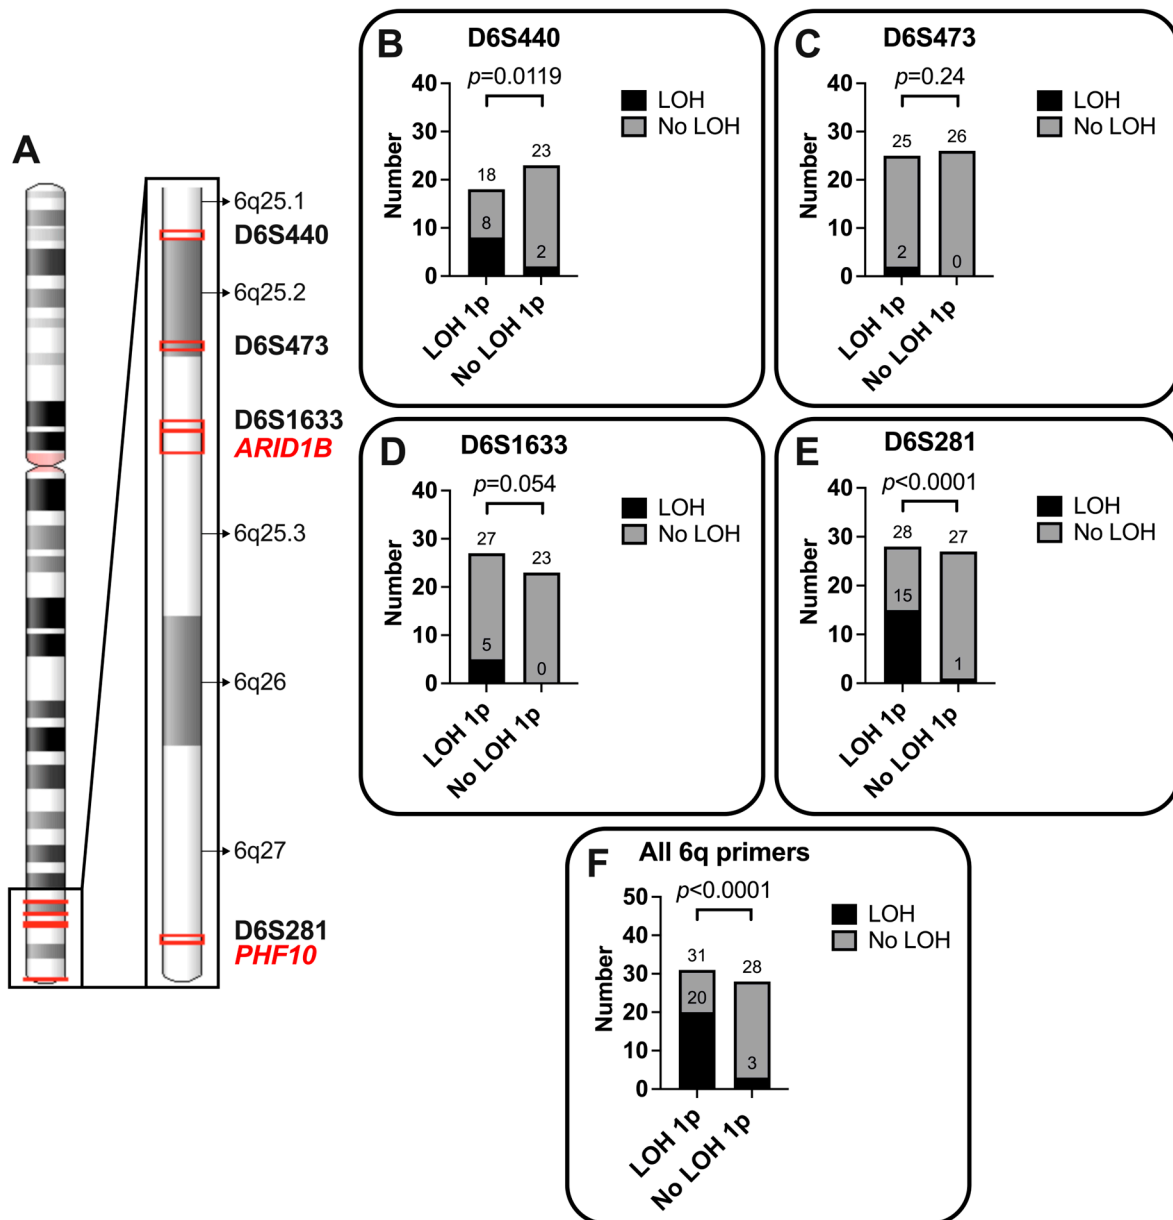 A
6q25.1
D6S440
6q25.2
D6S473
D6S1633
ARID1B
6q25.3
6q26
6q27
D6S281
PHF10
B
D6S440
p=0.0119
LOH
No LOH
Number
40
30
20
10
0
18
8
23
2
LOH 1p
No LOH 1p
C
D6S473
p=0.24
LOH
No LOH
Number
40
30
20
10
0
25
2
26
0
LOH 1p
No LOH 1p
D
D6S1633
p=0.054
LOH
No LOH
Number
40
30
20
10
0
27
5
23
0
LOH 1p
No LOH 1p
E
D6S281
p<0.0001
LOH
No LOH
Number
40
30
20
10
0
28
15
27
1
LOH 1p
No LOH 1p
F
All 6q primers
p<0.0001
LOH
No LOH
Number
50
40
30
20
10
0
31
20
28
3
LOH 1p
No LOH 1p